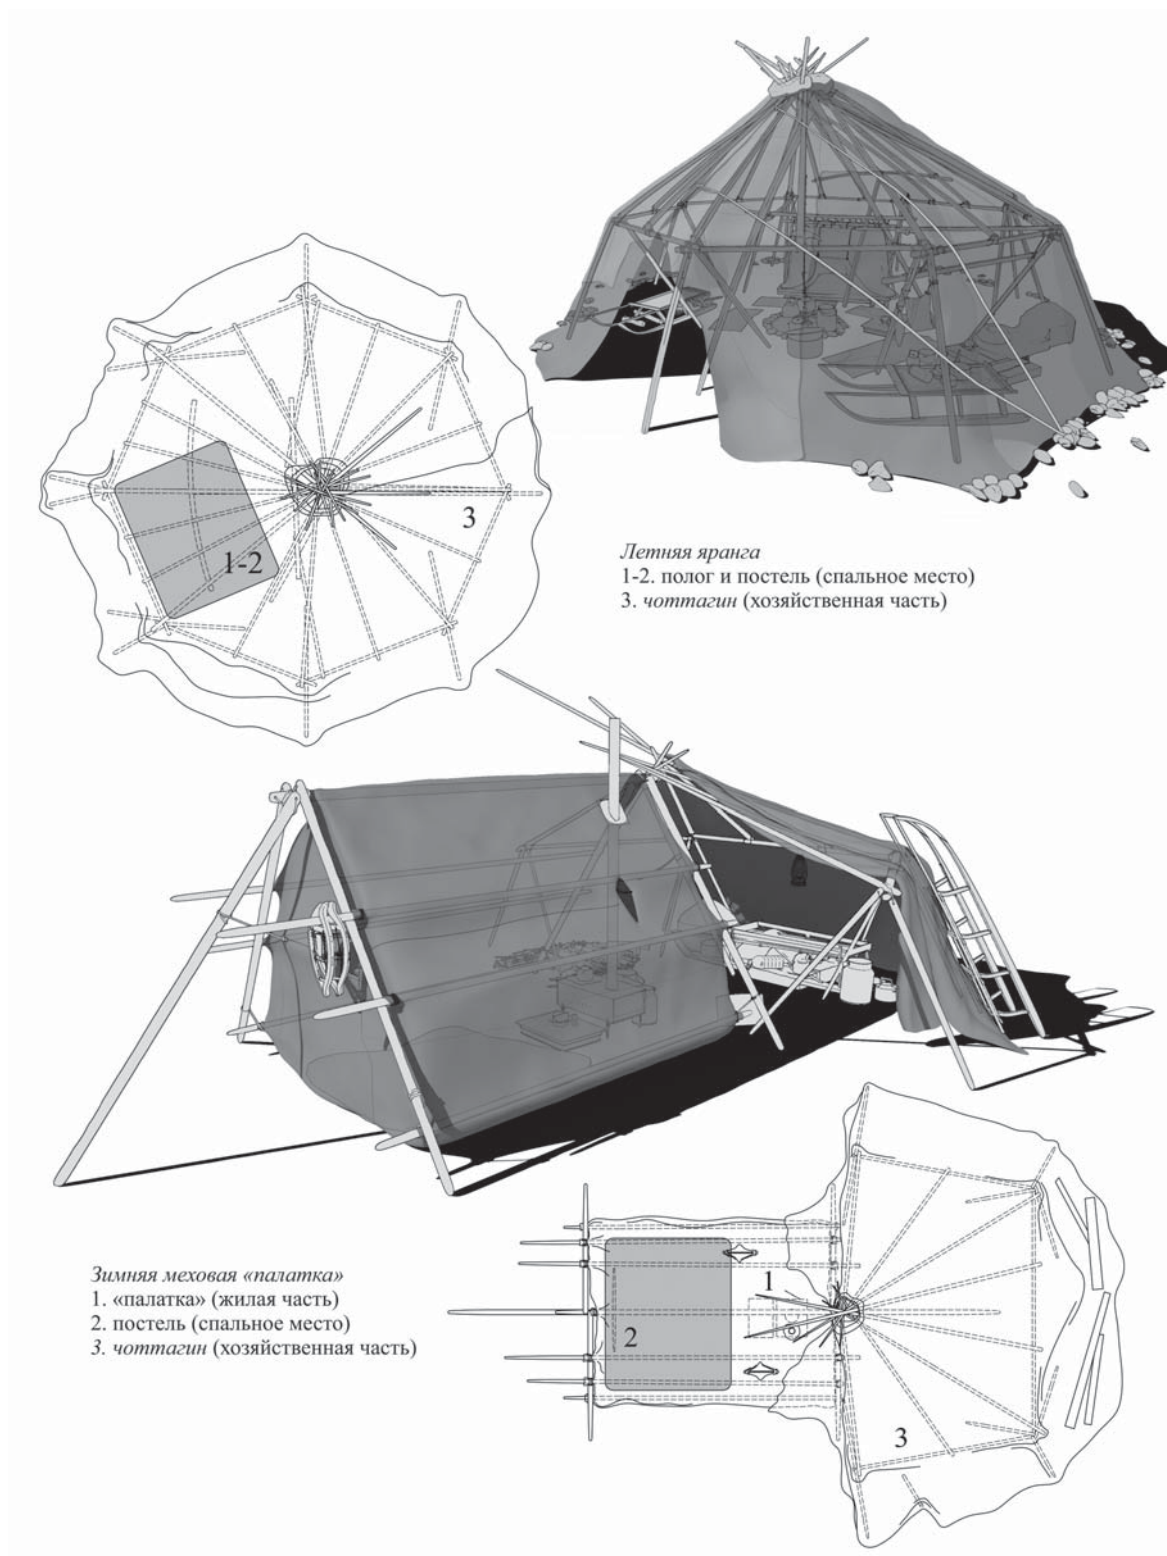 3
1-2
Летняя яранга
1-2. полог и постель (спальное место)
3. чоттагин (хозяйственная часть)
Зимняя меховая «палатка»
1. «палатка» (жилая часть)
2. постель (спальное место)
3. чоттагин (хозяйственная часть)
1
2
3